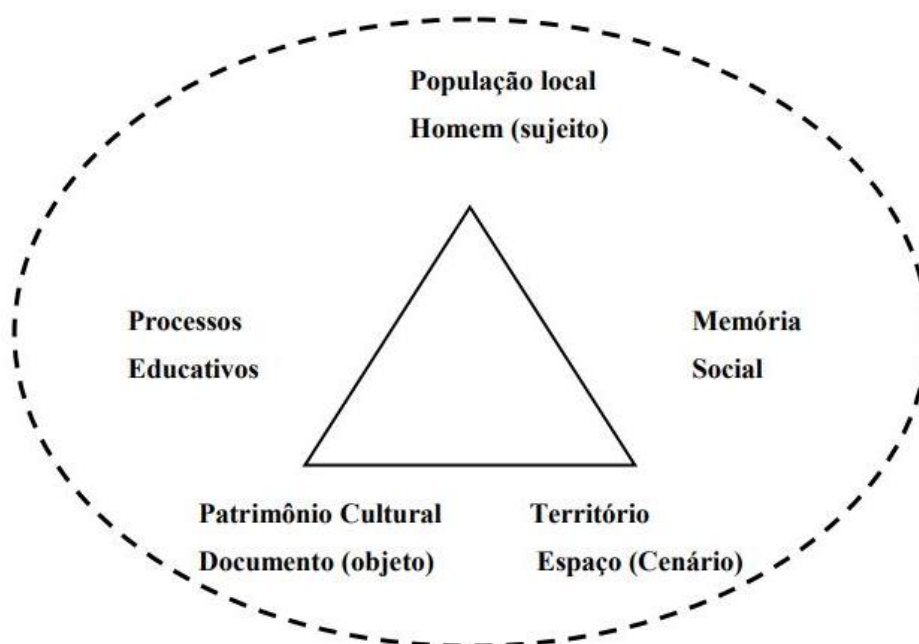 População local
Homem (sujeito)
Processos
Educativos
Memória
Social
Patrimônio Cultural
Documento (objeto)
Território
Espaço (Cenário)